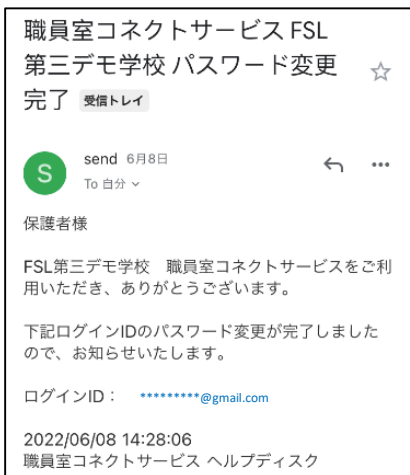 職員室コネクトサービス FSL
第三デモ学校 パスワード変更
完了 受信トレイ
S
send 6月8日
To 自分
保護者様
FSL第三デモ学校　職員室コネクトサービスをご利
用いただき、ありがとうございます。
下記ログインIDのパスワード変更が完了しました
ので、お知らせいたします。
ログインID： *********@gmail.com
2022/06/08 14:28:06
職員室コネクトサービス ヘルプディスク